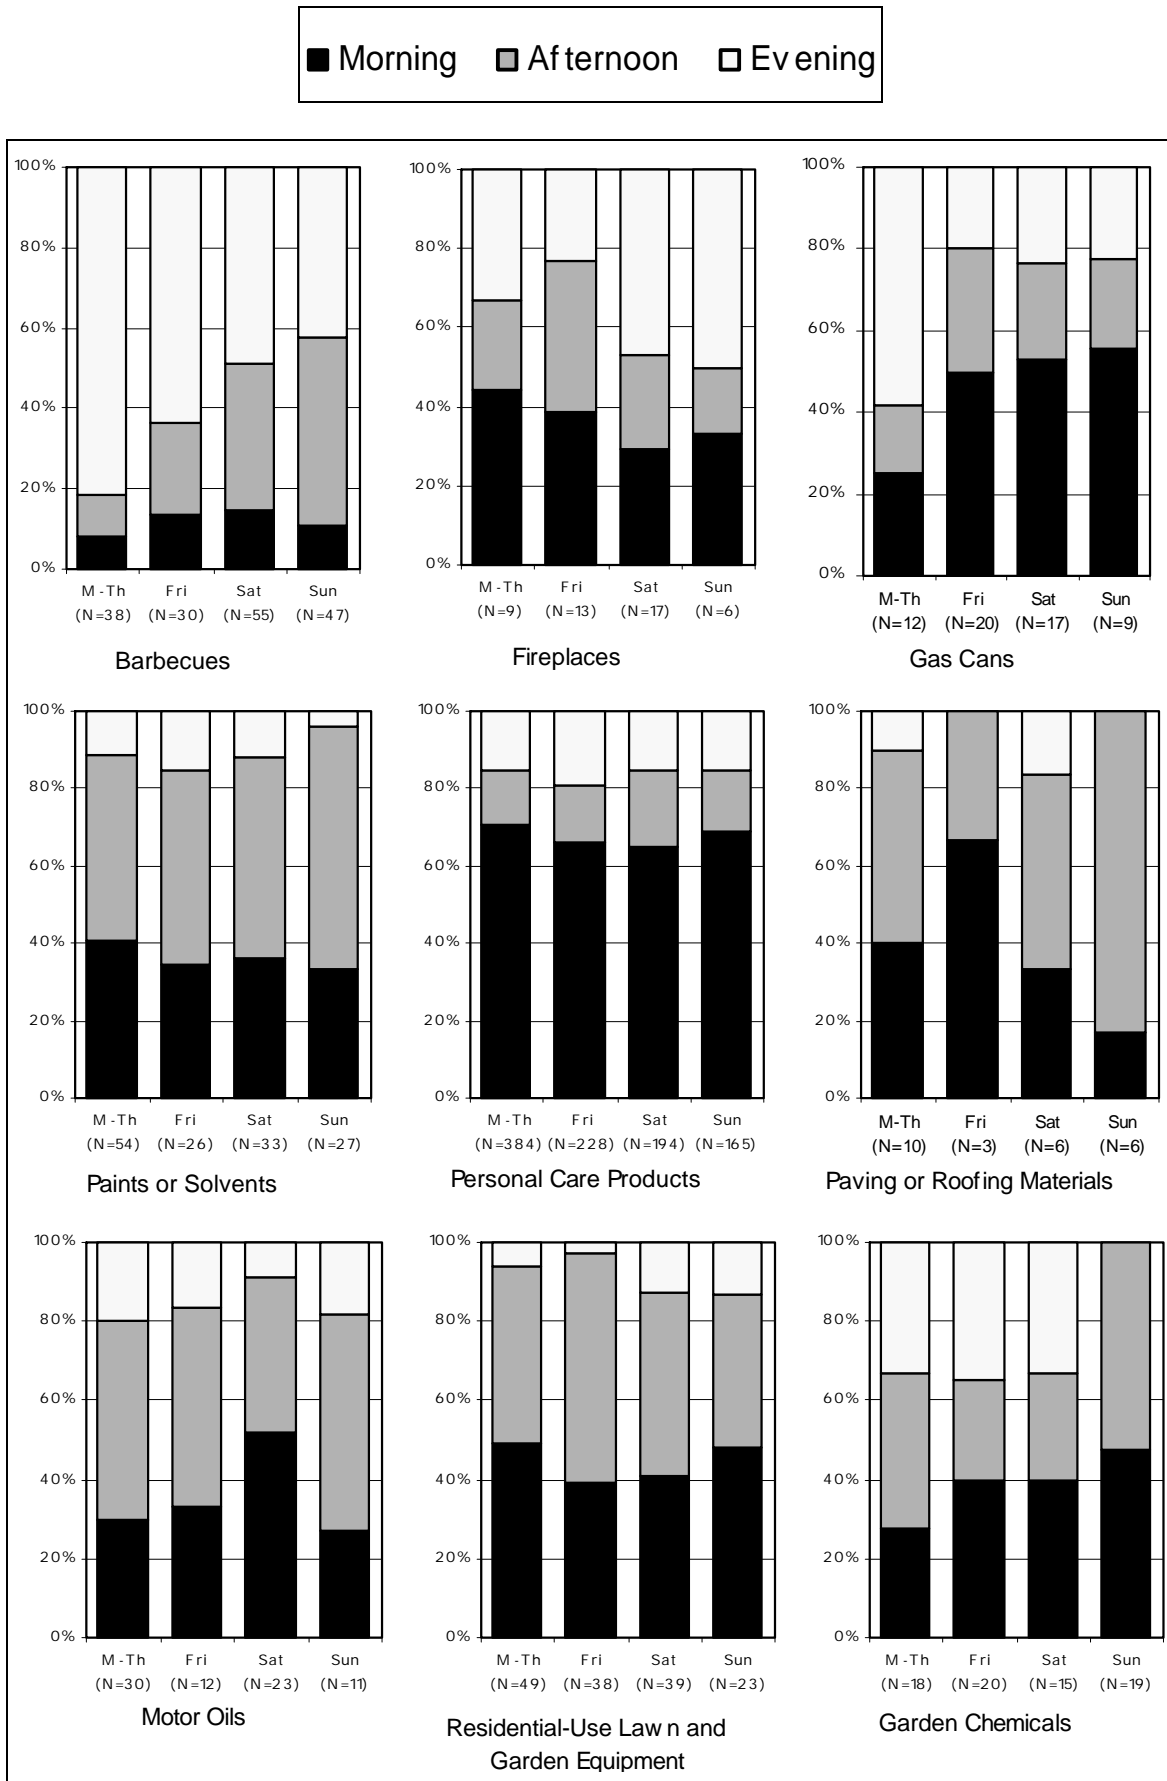 Morning Afternoon Evening
100% 100% 100%
80% 80% 80%
60% 60% 60%
40% 40% 40%
20% 20% 20%
0% 0% 0%
M-Th Fri Sat Sun M-Th Fri Sat Sun M-Th Fri Sat Sun
(N=38) (N=30) (N=55) (N=47) (N=9) (N=13) (N=17) (N=6) (N=12) (N=20) (N=17) (N=9)
Barbecues Fireplaces Gas Cans
100% 100% 100%
80% 80% 80%
60% 60% 60%
40% 40% 40%
20% 20% 20%
0% 0% 0%
M-Th Fri Sat Sun M-Th Fri Sat Sun M-Th Fri Sat Sun
(N=54) (N=26) (N=33) (N=27) (N=384) (N=228) (N=194) (N=165) (N=10) (N=3) (N=6) (N=6)
Paints or Solvents Personal Care Products Paving or Roofing Materials
100% 100% 100%
80% 80% 80%
60% 60% 60%
40% 40% 40%
20% 20% 20%
0% 0% 0%
M-Th Fri Sat Sun M-Th Fri Sat Sun M-Th Fri Sat Sun
(N=30) (N=12) (N=23) (N=11) (N=49) (N=38) (N=39) (N=23) (N=18) (N=20) (N=15) (N=19)
Motor Oils Residential-Use Lawn and Garden Chemicals
Garden Equipment